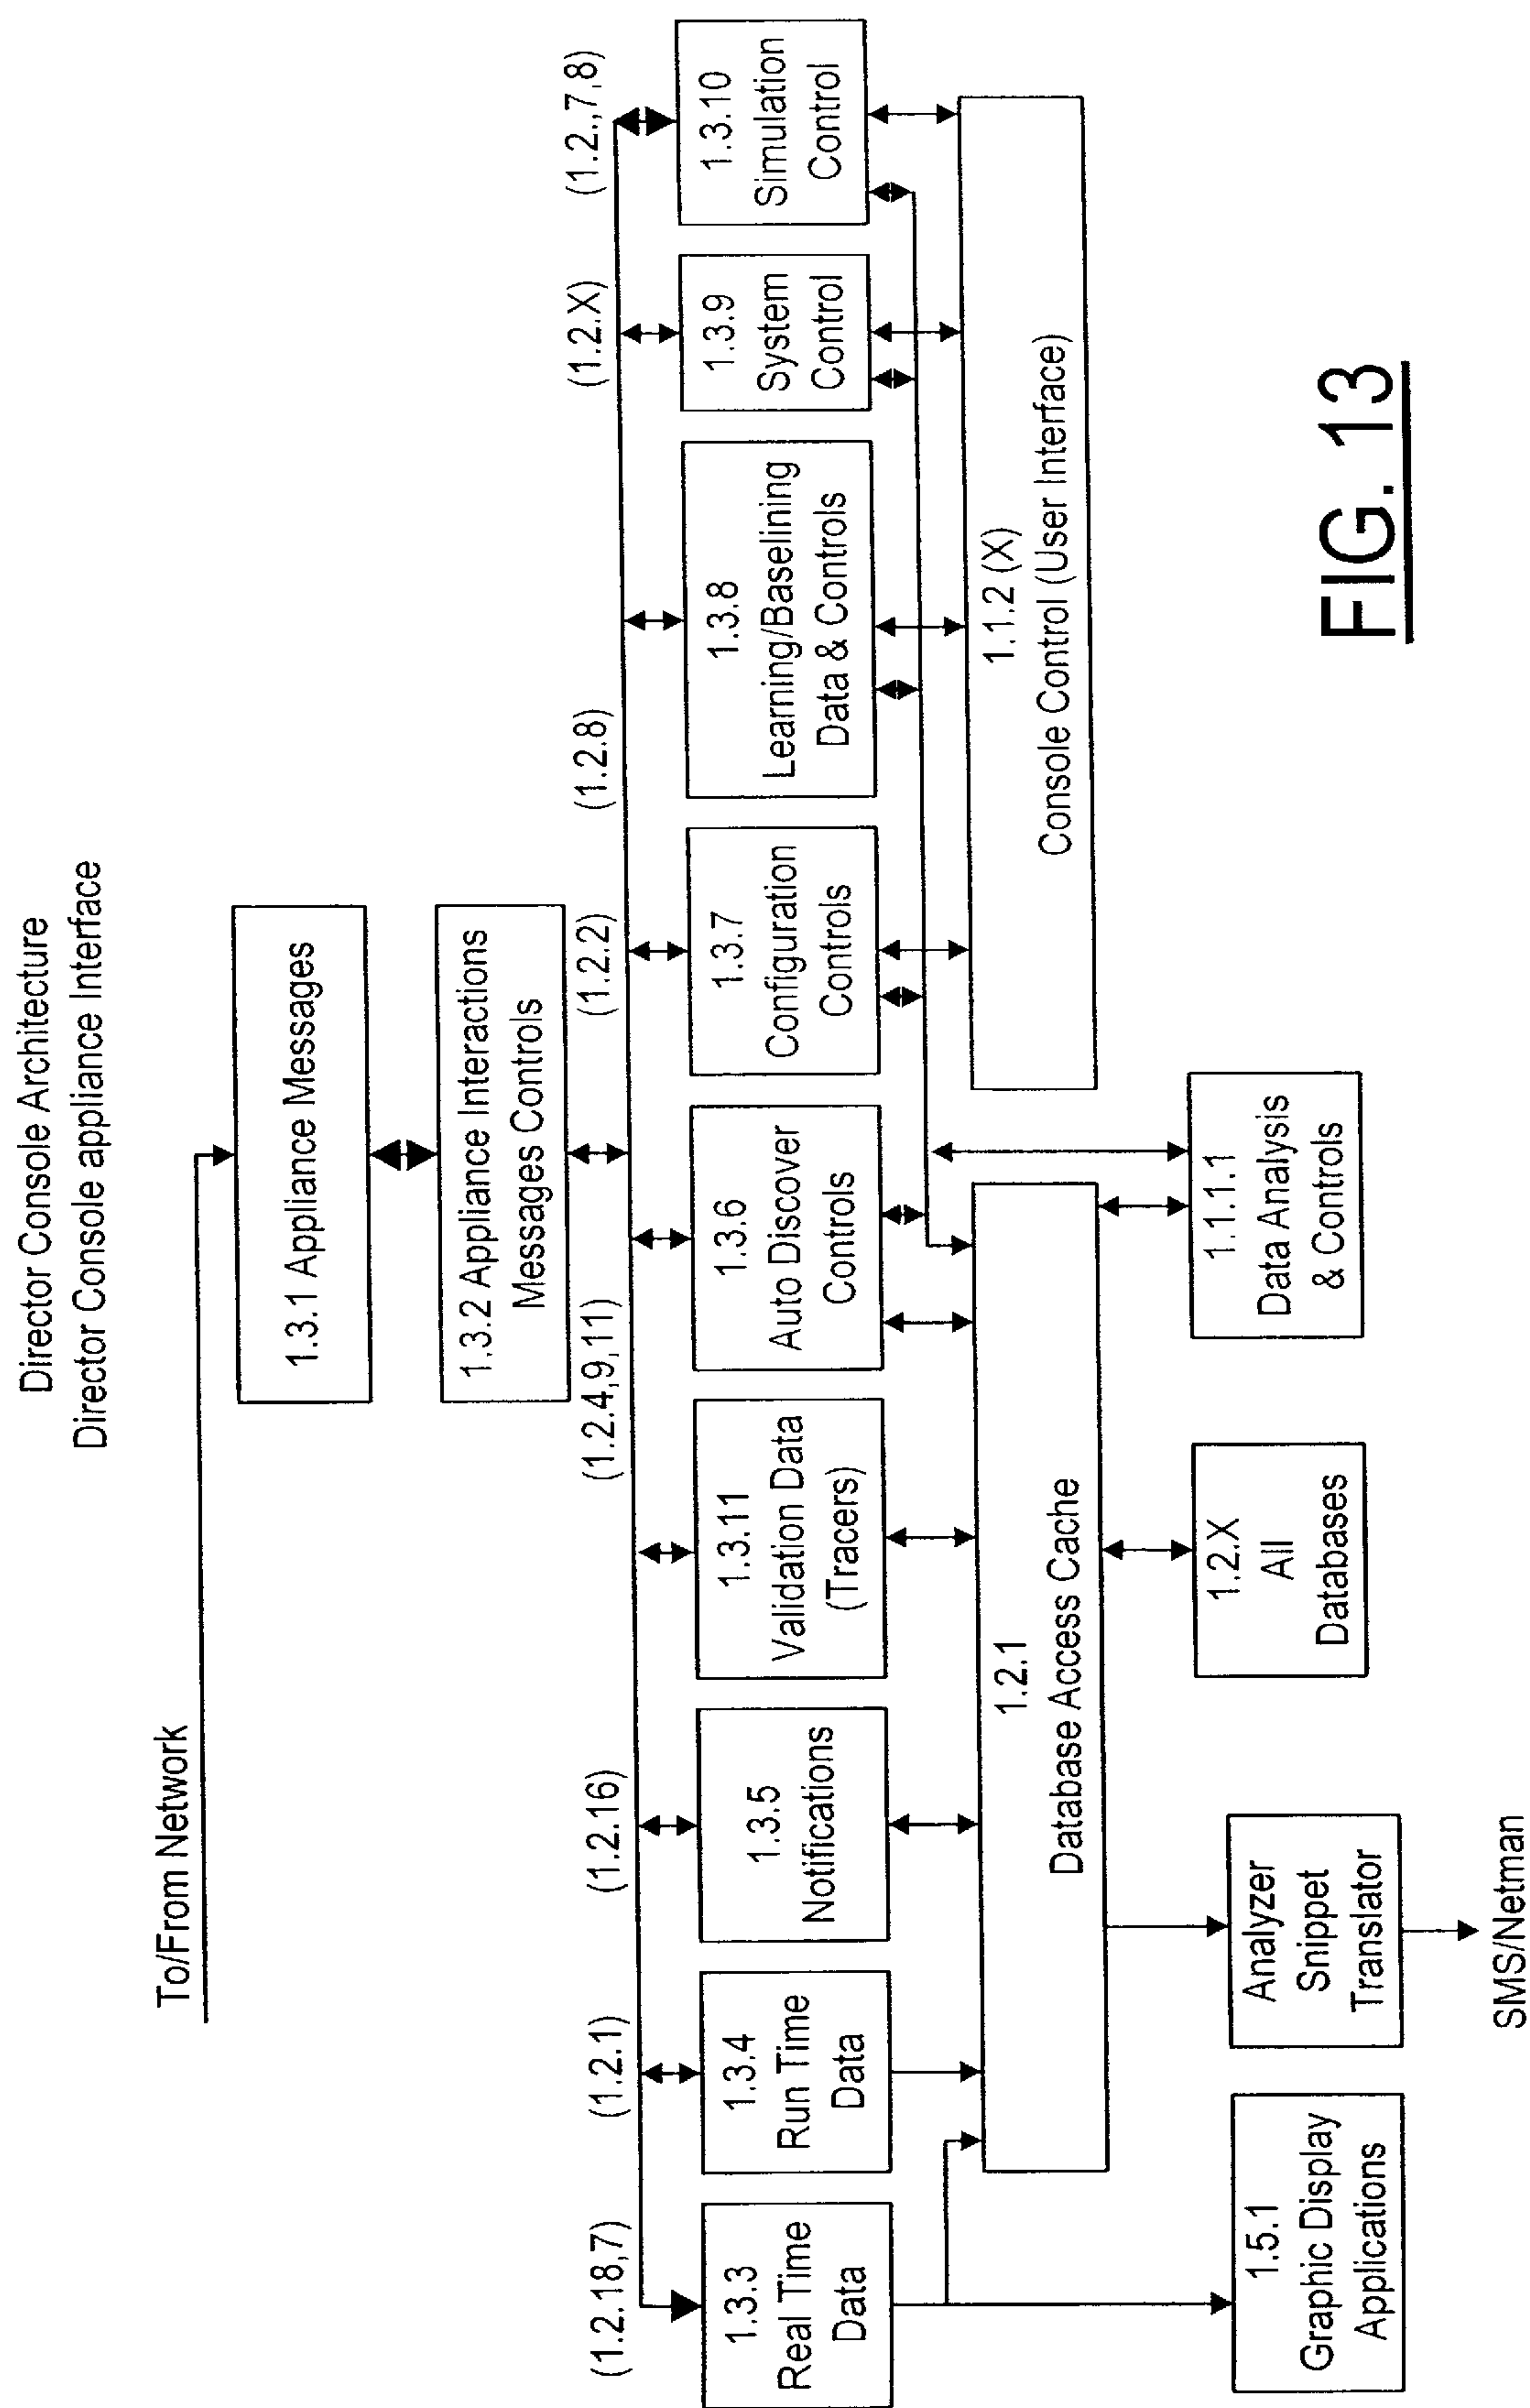 Director Console Architecture
Director Console appliance Interface
To/From Network
1.3.1 Appliance Messages
1.3.2 Appliance Interactions
Messages Controls
(1.2.18,7)
(1.2.1)
(1.2.16)
(1.2.4,9,11)
(1.2.2)
(1.2.8)
(1.2.X)
(1.2.,7,8)
1.3.3
Real Time
Data
1.3.4
Run Time
Data
1.3.5
Notifications
1.3.11
Validation Data
(Tracers)
1.3.6
Auto Discover
Controls
1.3.7
Configuration
Controls
1.3.8
Learning/Baselining
Data & Controls
1.3.9
System
Control
1.3.10
Simulation
Control
1.2.1
Database Access Cache
1.1.2 (X)
Console Control (User Interface)
1.5.1
Graphic Display
Applications
Analyzer
Snippet
Translator
1.2.X
All
Databases
1.1.1.1
Data Analysis
& Controls
SMS/Netman
FIG. 13